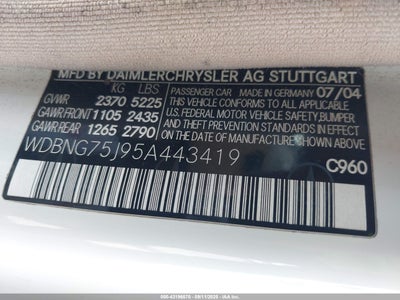 MFD BY DAIMLERCHRYSLER AG STUTTGART
KG LBS
GVWR 2370 5225
GAWR FRONT 1105 2435
GAWR REAR 1265 2790
PASSENGER CAR MADE IN GERMANY 07/04
THIS CAR CONFORMS TO ALL APPLICABLE
U.S. FEDERAL MOTOR VEHICLE SAFETY, BUMPER
AND THEFT PREVENTION STANDARDS IN EFFECT
ON THE DATE OF MANUFACTURE SHOWN ABOVE
WDBNG75J95A443419
C960